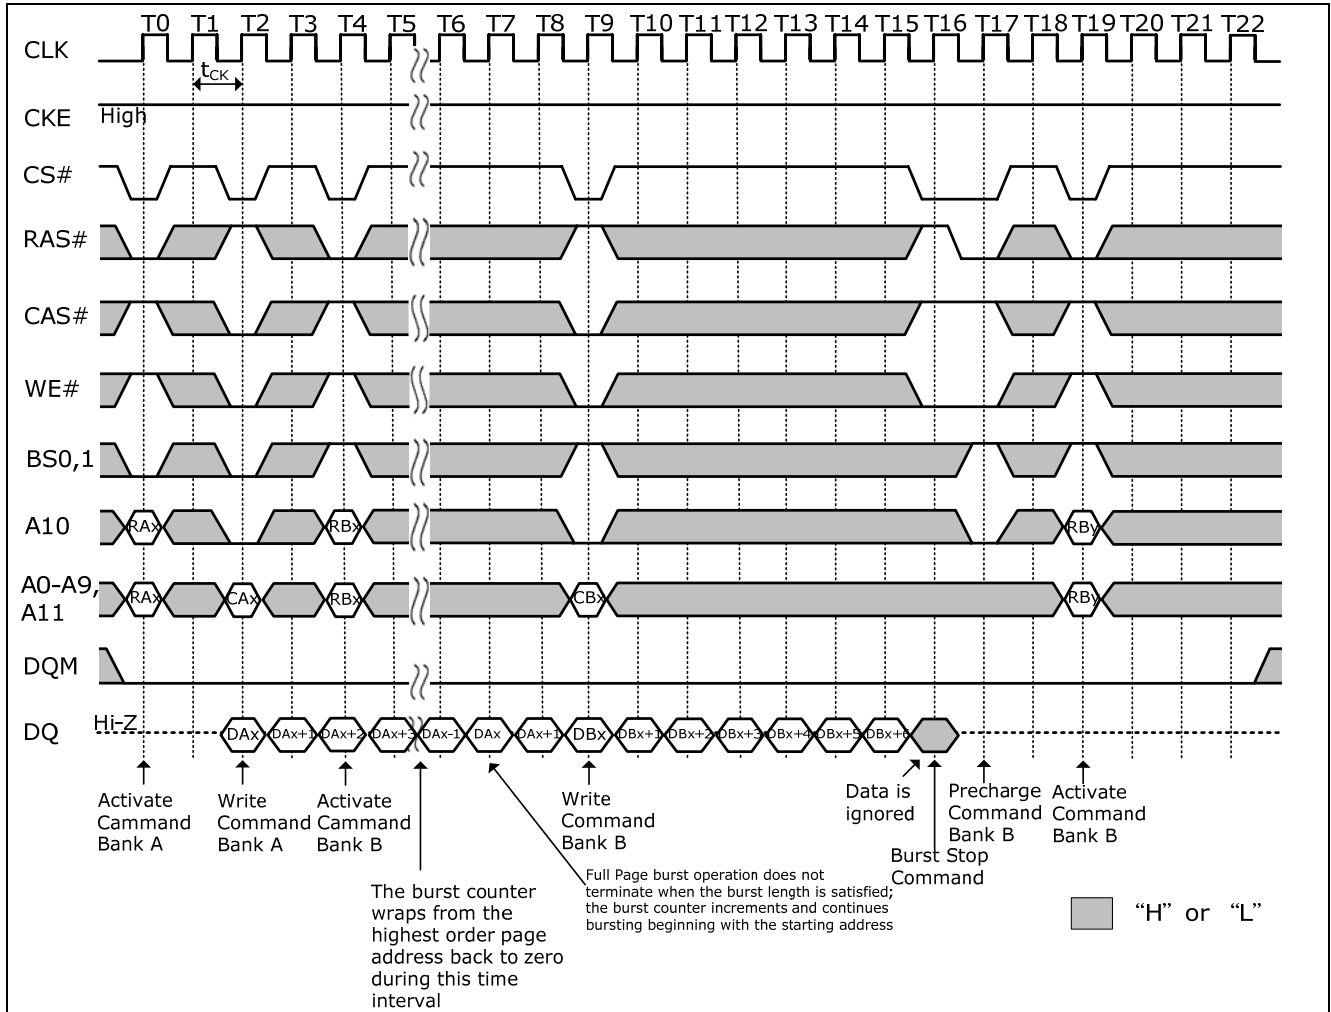 T0 T1 T2 T3 T4 T5 T6 T7 T8 T9 T10 T11 T12 T13 T14 T15 T16 T17 T18 T19 T20 T21 T22
CLK
tCK
CKE
High
CS#
RAS#
CAS#
WE#
BS0,1
A10
RAx RBx RBy
A0-A9,
A11
RAx CAx RBx CBx RBy
DQM
DQ
Hi-Z
DAx DAx+1 DAx+2 DAx+3 DAx-1 DAx DAx+1 DBx DBx+1 DBx+2 DBx+3 DBx+4 DBx+5 DBx+6
Activate
Cammand
Bank A
Write
Command
Bank A
Activate
Cammand
Bank B
Write
Command
Bank B
Data is
ignored
Precharge
Command
Bank B
Activate
Command
Bank B
Burst Stop
Command
The burst counter
wraps from the
highest order page
address back to zero
during this time
interval
Full Page burst operation does not
terminate when the burst length is satisfied;
the burst counter increments and continues
bursting beginning with the starting address
“H” or “L”